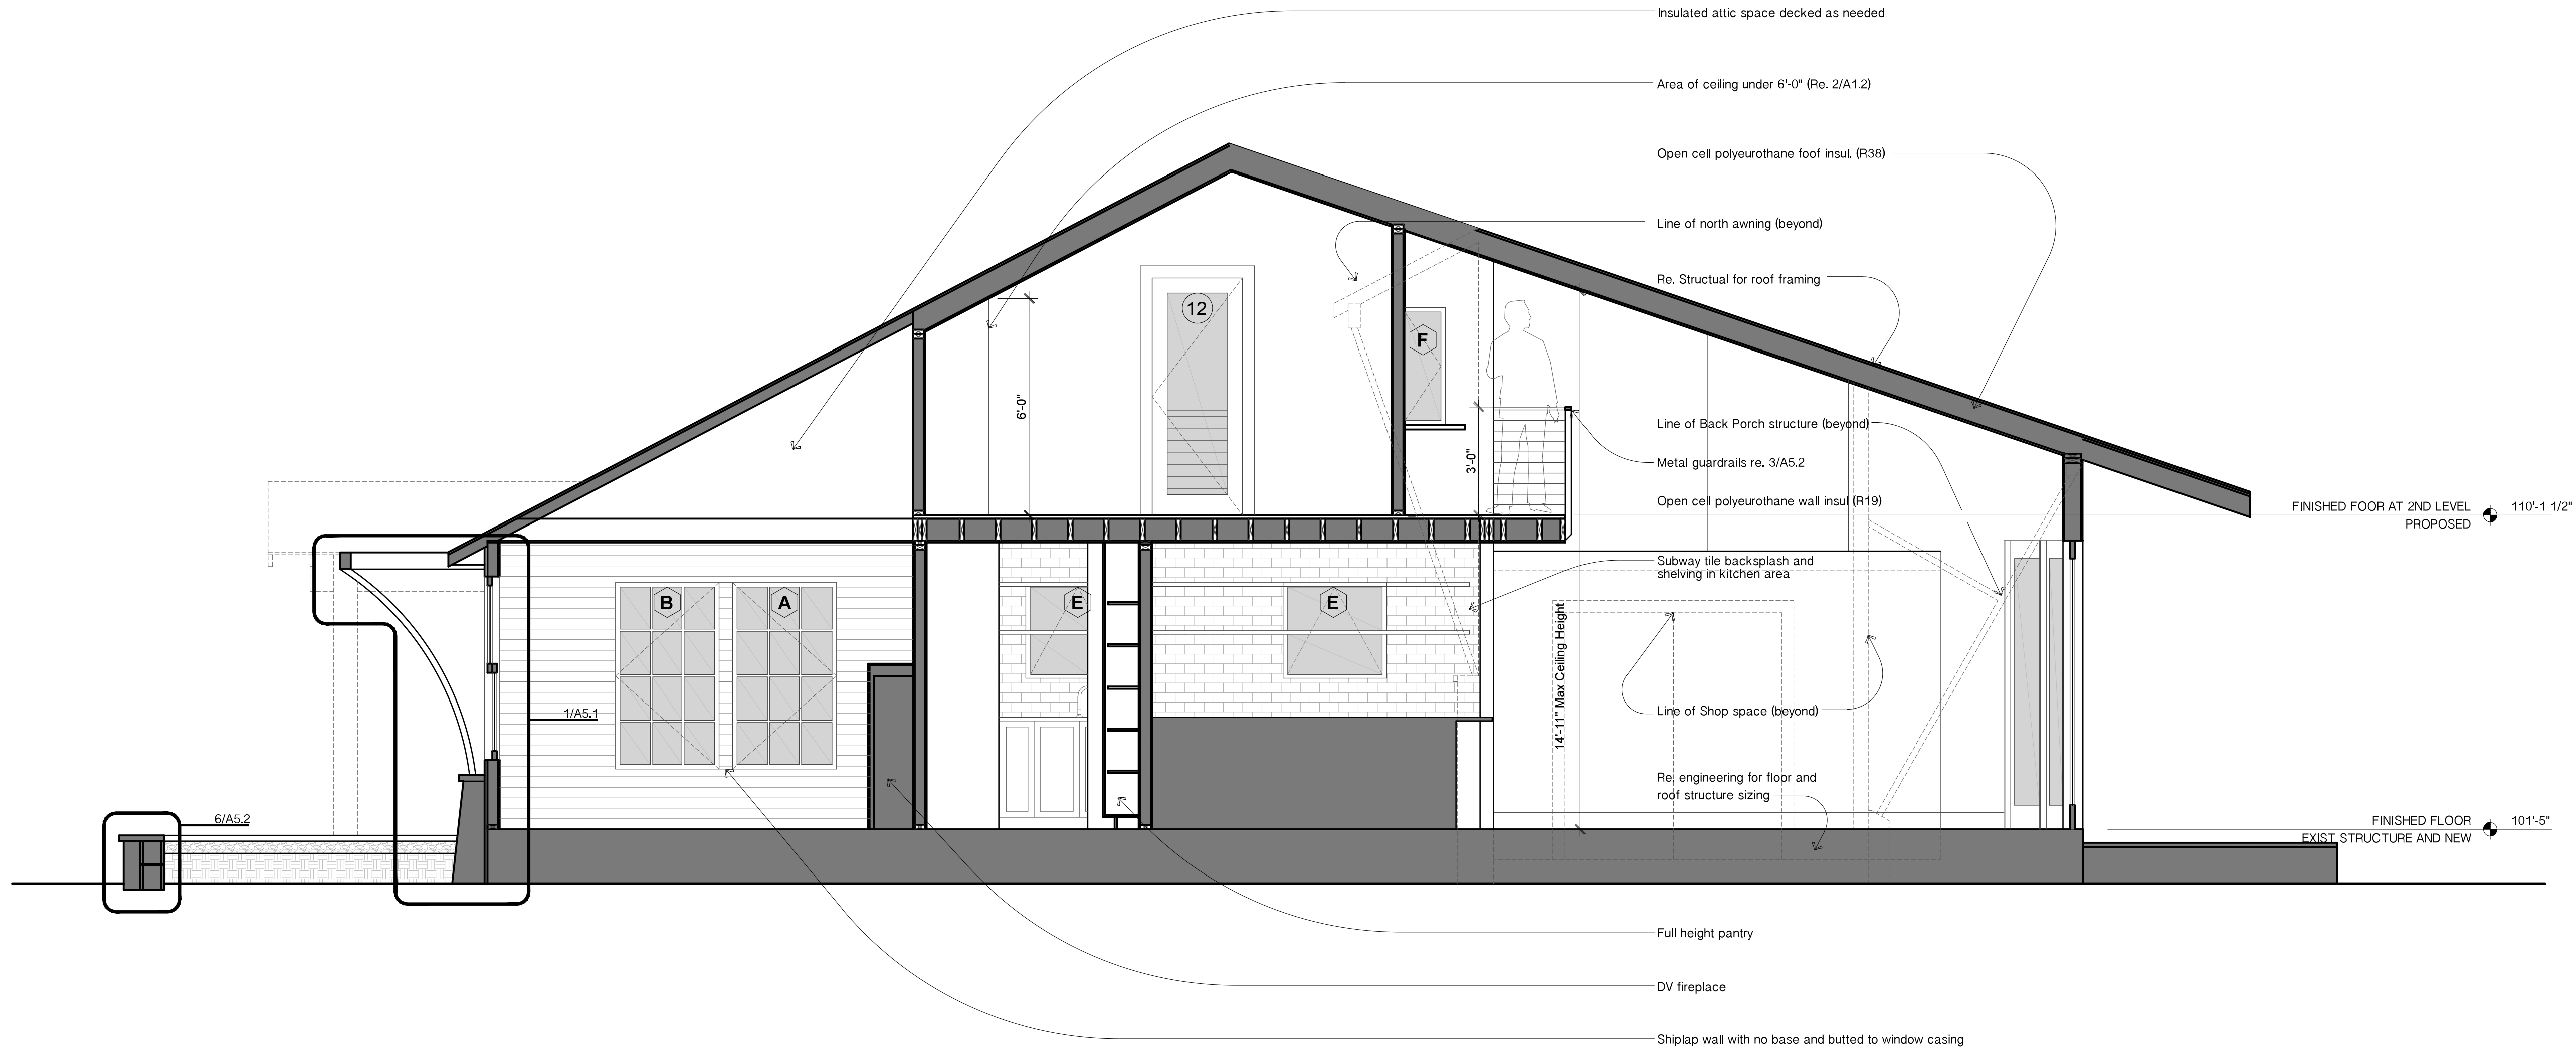 Insulated attic space decked as needed
Area of ceiling under 6'-0" (Re. 2/A1.2)
Open cell polyeurothane foof insul. (R38)
Line of north awning (beyond)
Re. Structual for roof framing
12
F
6'-0"
Line of Back Porch structure (beyond)
3'-0"
Metal guardrails re. 3/A5.2
Open cell polyeurothane wall insul (R19)
FINISHED FOOR AT 2ND LEVEL
PROPOSED
110'-1 1/2"
Subway tile backsplash and
shelving in kitchen area
B
A
E
E
14'-11" Max Ceiling Height
1/A5.1
Line of Shop space (beyond)
Re. engineering for floor and
roof structure sizing
6/A5.2
FINISHED FLOOR
EXIST STRUCTURE AND NEW
101'-5"
Full height pantry
DV fireplace
Shiplap wall with no base and butted to window casing